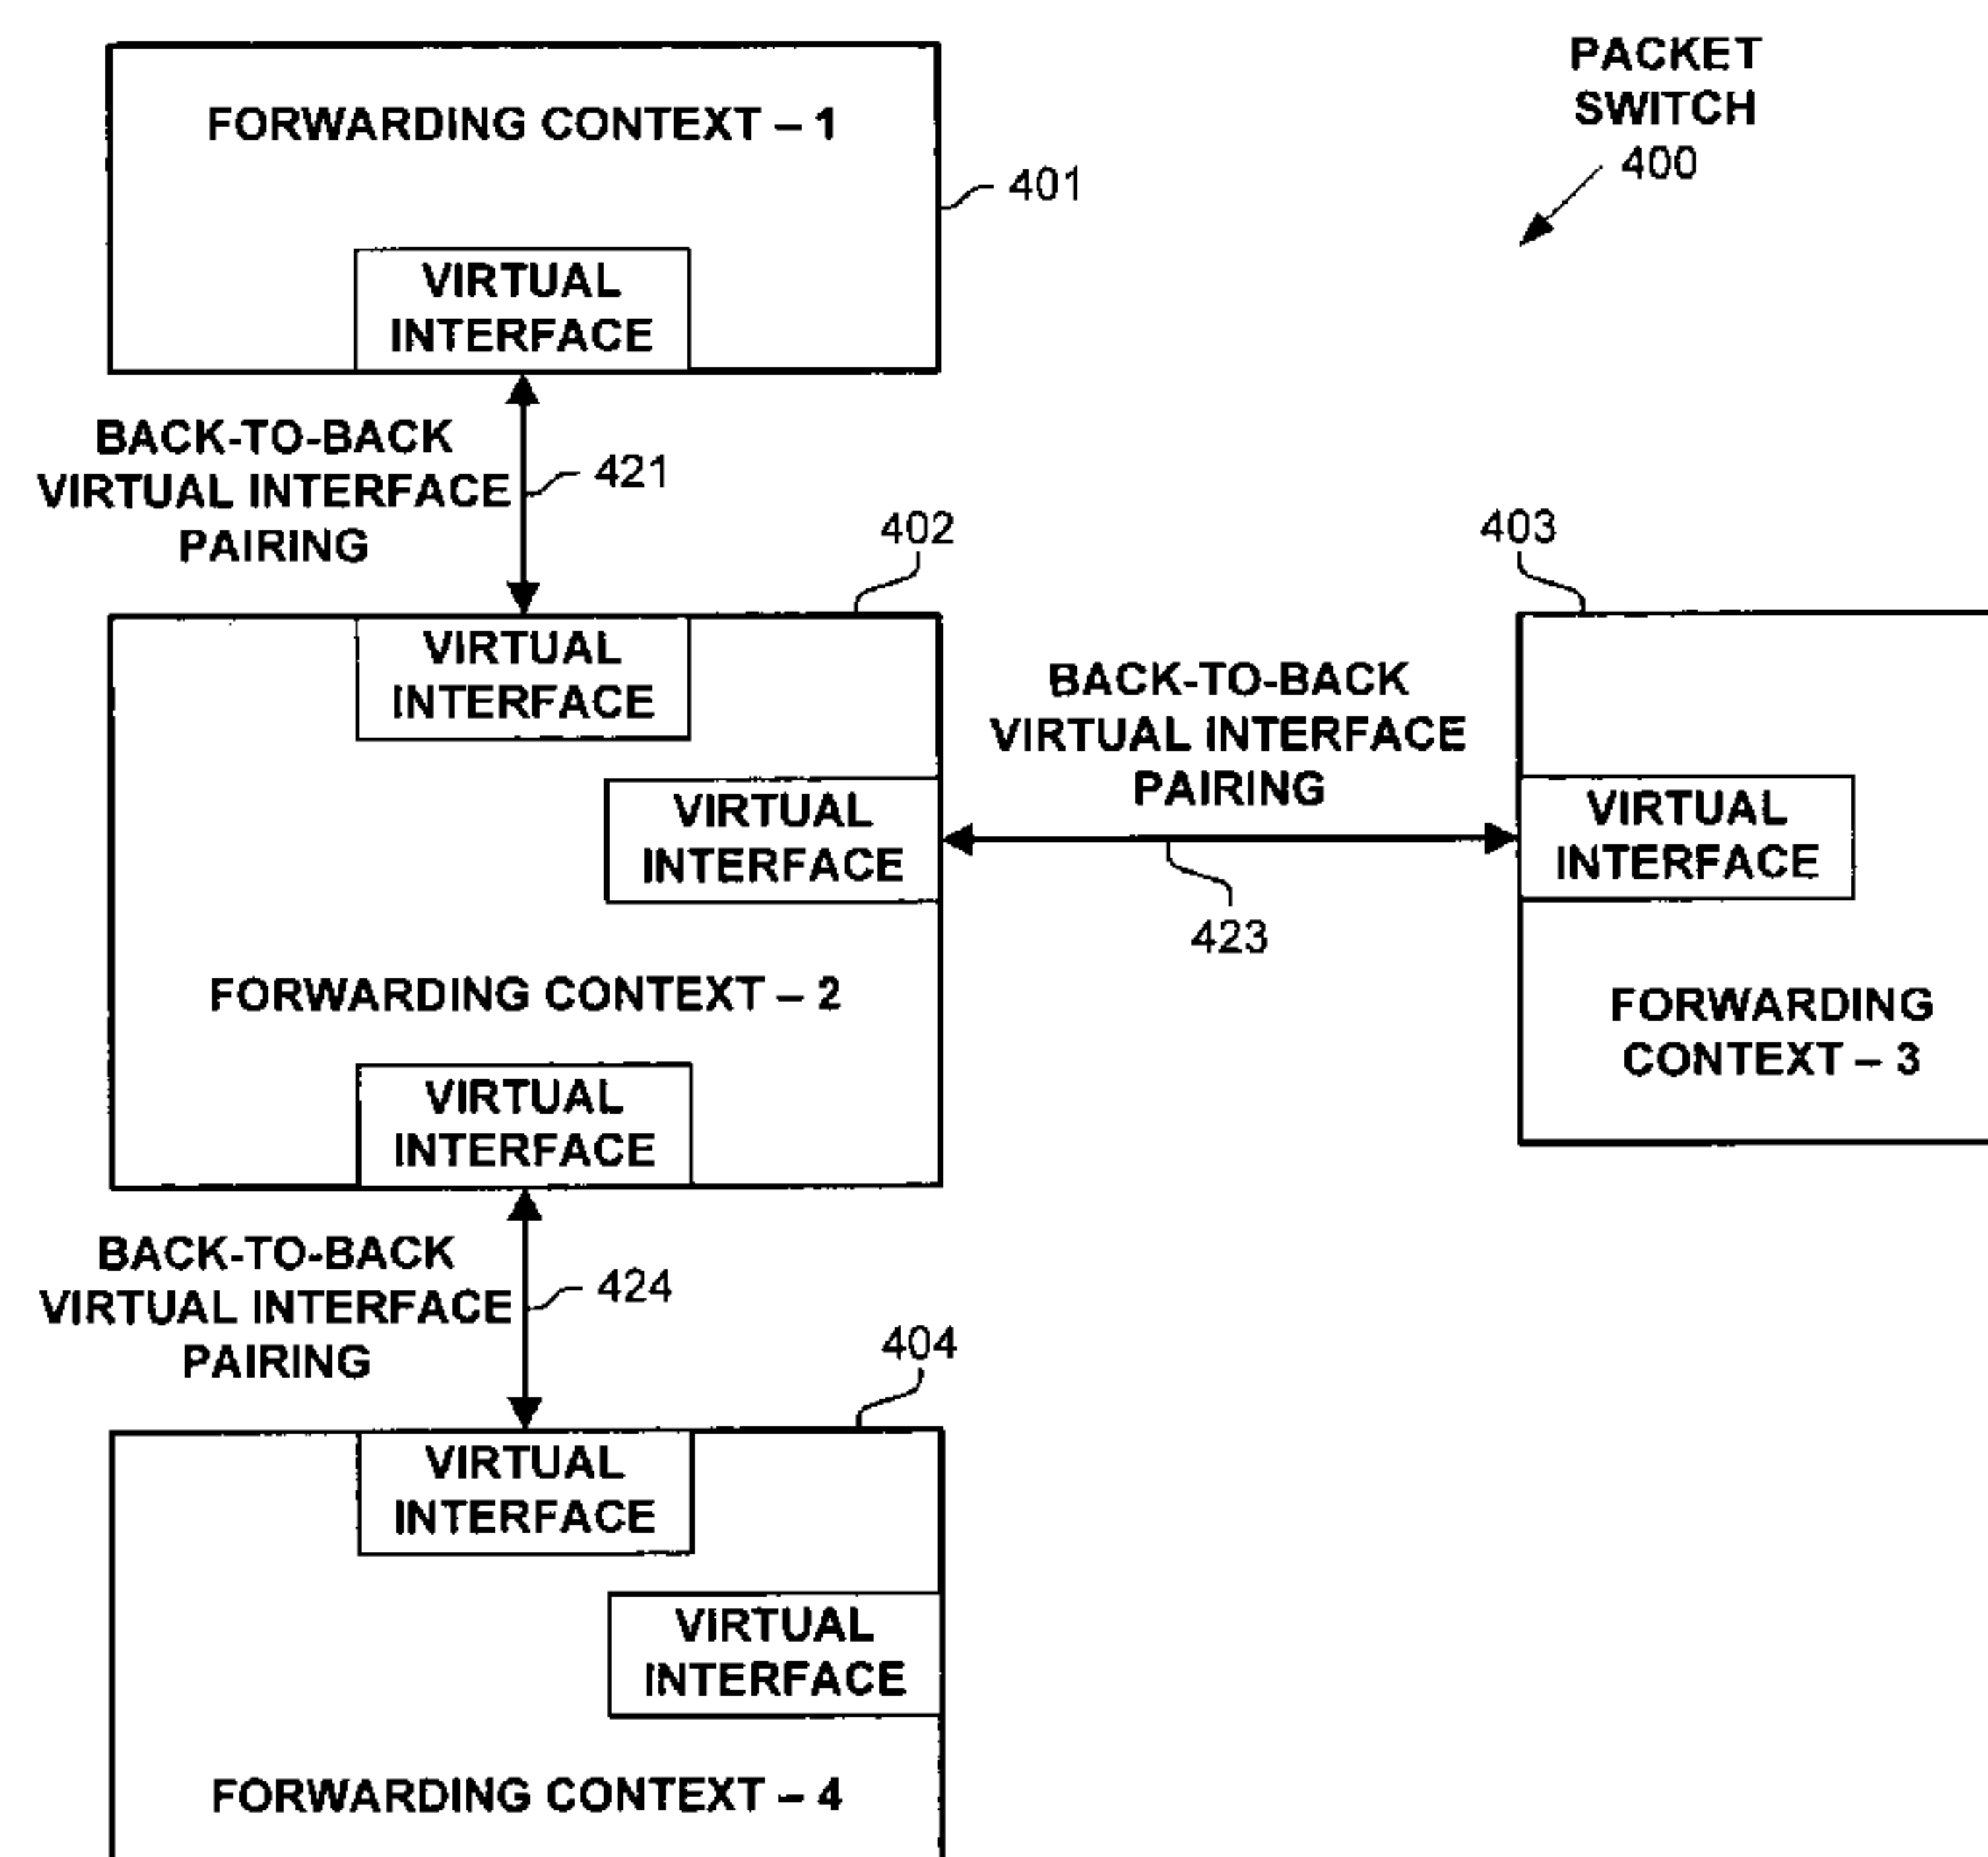 PACKET
SWITCH
400
FORWARDING CONTEXT – 1
401
VIRTUAL
INTERFACE
BACK-TO-BACK
VIRTUAL INTERFACE
PAIRING
421
402
403
VIRTUAL
INTERFACE
BACK-TO-BACK
VIRTUAL INTERFACE
PAIRING
VIRTUAL
INTERFACE
VIRTUAL
INTERFACE
423
FORWARDING CONTEXT – 2
FORWARDING
CONTEXT – 3
VIRTUAL
INTERFACE
BACK-TO-BACK
VIRTUAL INTERFACE
PAIRING
424
404
VIRTUAL
INTERFACE
VIRTUAL
INTERFACE
FORWARDING CONTEXT – 4